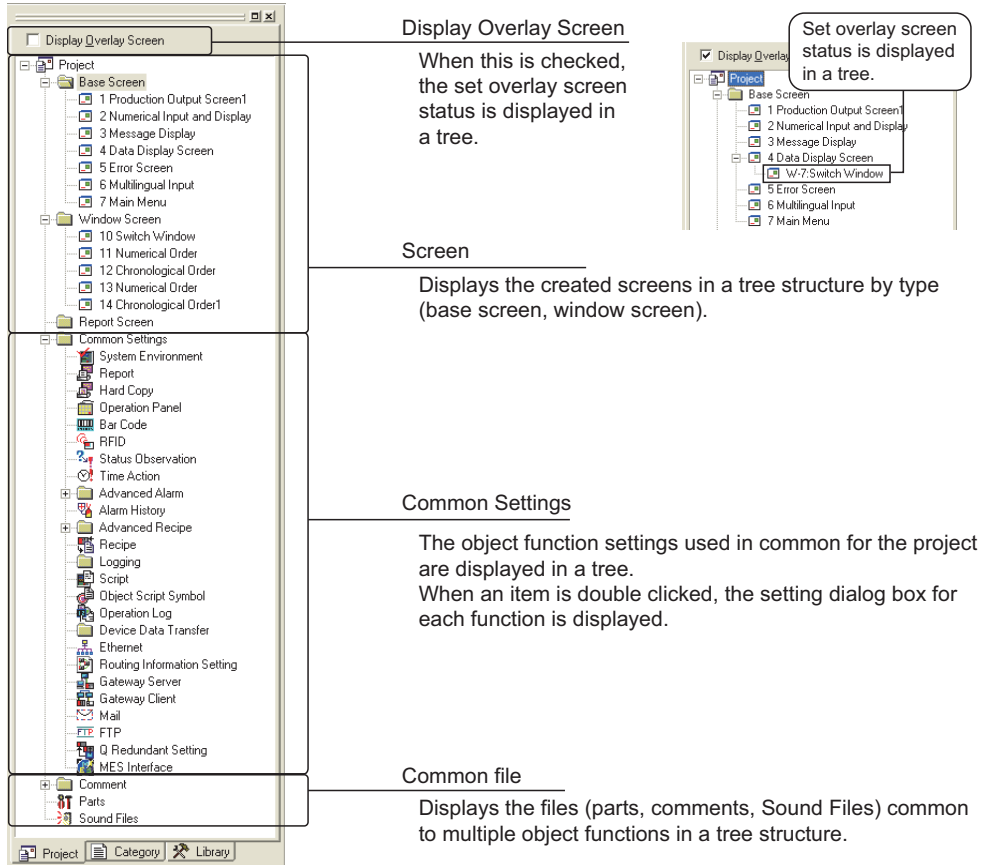 Display Overlay Screen
Project
Base Screen
1 Production Output Screen1
2 Numerical Input and Display
3 Message Display
4 Data Display Screen
5 Error Screen
6 Multilingual Input
7 Main Menu
Window Screen
10 Switch Window
11 Numerical Order
12 Chronological Order
13 Numerical Order
14 Chronological Order1
Report Screen
Common Settings
System Environment
Report
Hard Copy
Operation Panel
Bar Code
RFID
Status Observation
Time Action
Advanced Alarm
Alarm History
Advanced Recipe
Recipe
Logging
Script
Object Script Symbol
Operation Log
Device Data Transfer
Ethernet
Routing Information Setting
Gateway Server
Gateway Client
Mail
FTP FTP
Q Redundant Setting
MES Interface
Comment
Parts
Sound Files
Project Category Library
Display Overlay Screen
When this is checked,
the set overlay screen
status is displayed in
a tree.
Set overlay screen
status is displayed
in a tree.
Display Overlay
Project
Base Screen
1 Production Output Screen1
2 Numerical Input and Display
3 Message Display
4 Data Display Screen
W-7:Switch Window
5 Error Screen
6 Multilingual Input
7 Main Menu
Screen
Displays the created screens in a tree structure by type
(base screen, window screen).
Common Settings
The object function settings used in common for the project
are displayed in a tree.
When an item is double clicked, the setting dialog box for
each function is displayed.
Common file
Displays the files (parts, comments, Sound Files) common
to multiple object functions in a tree structure.